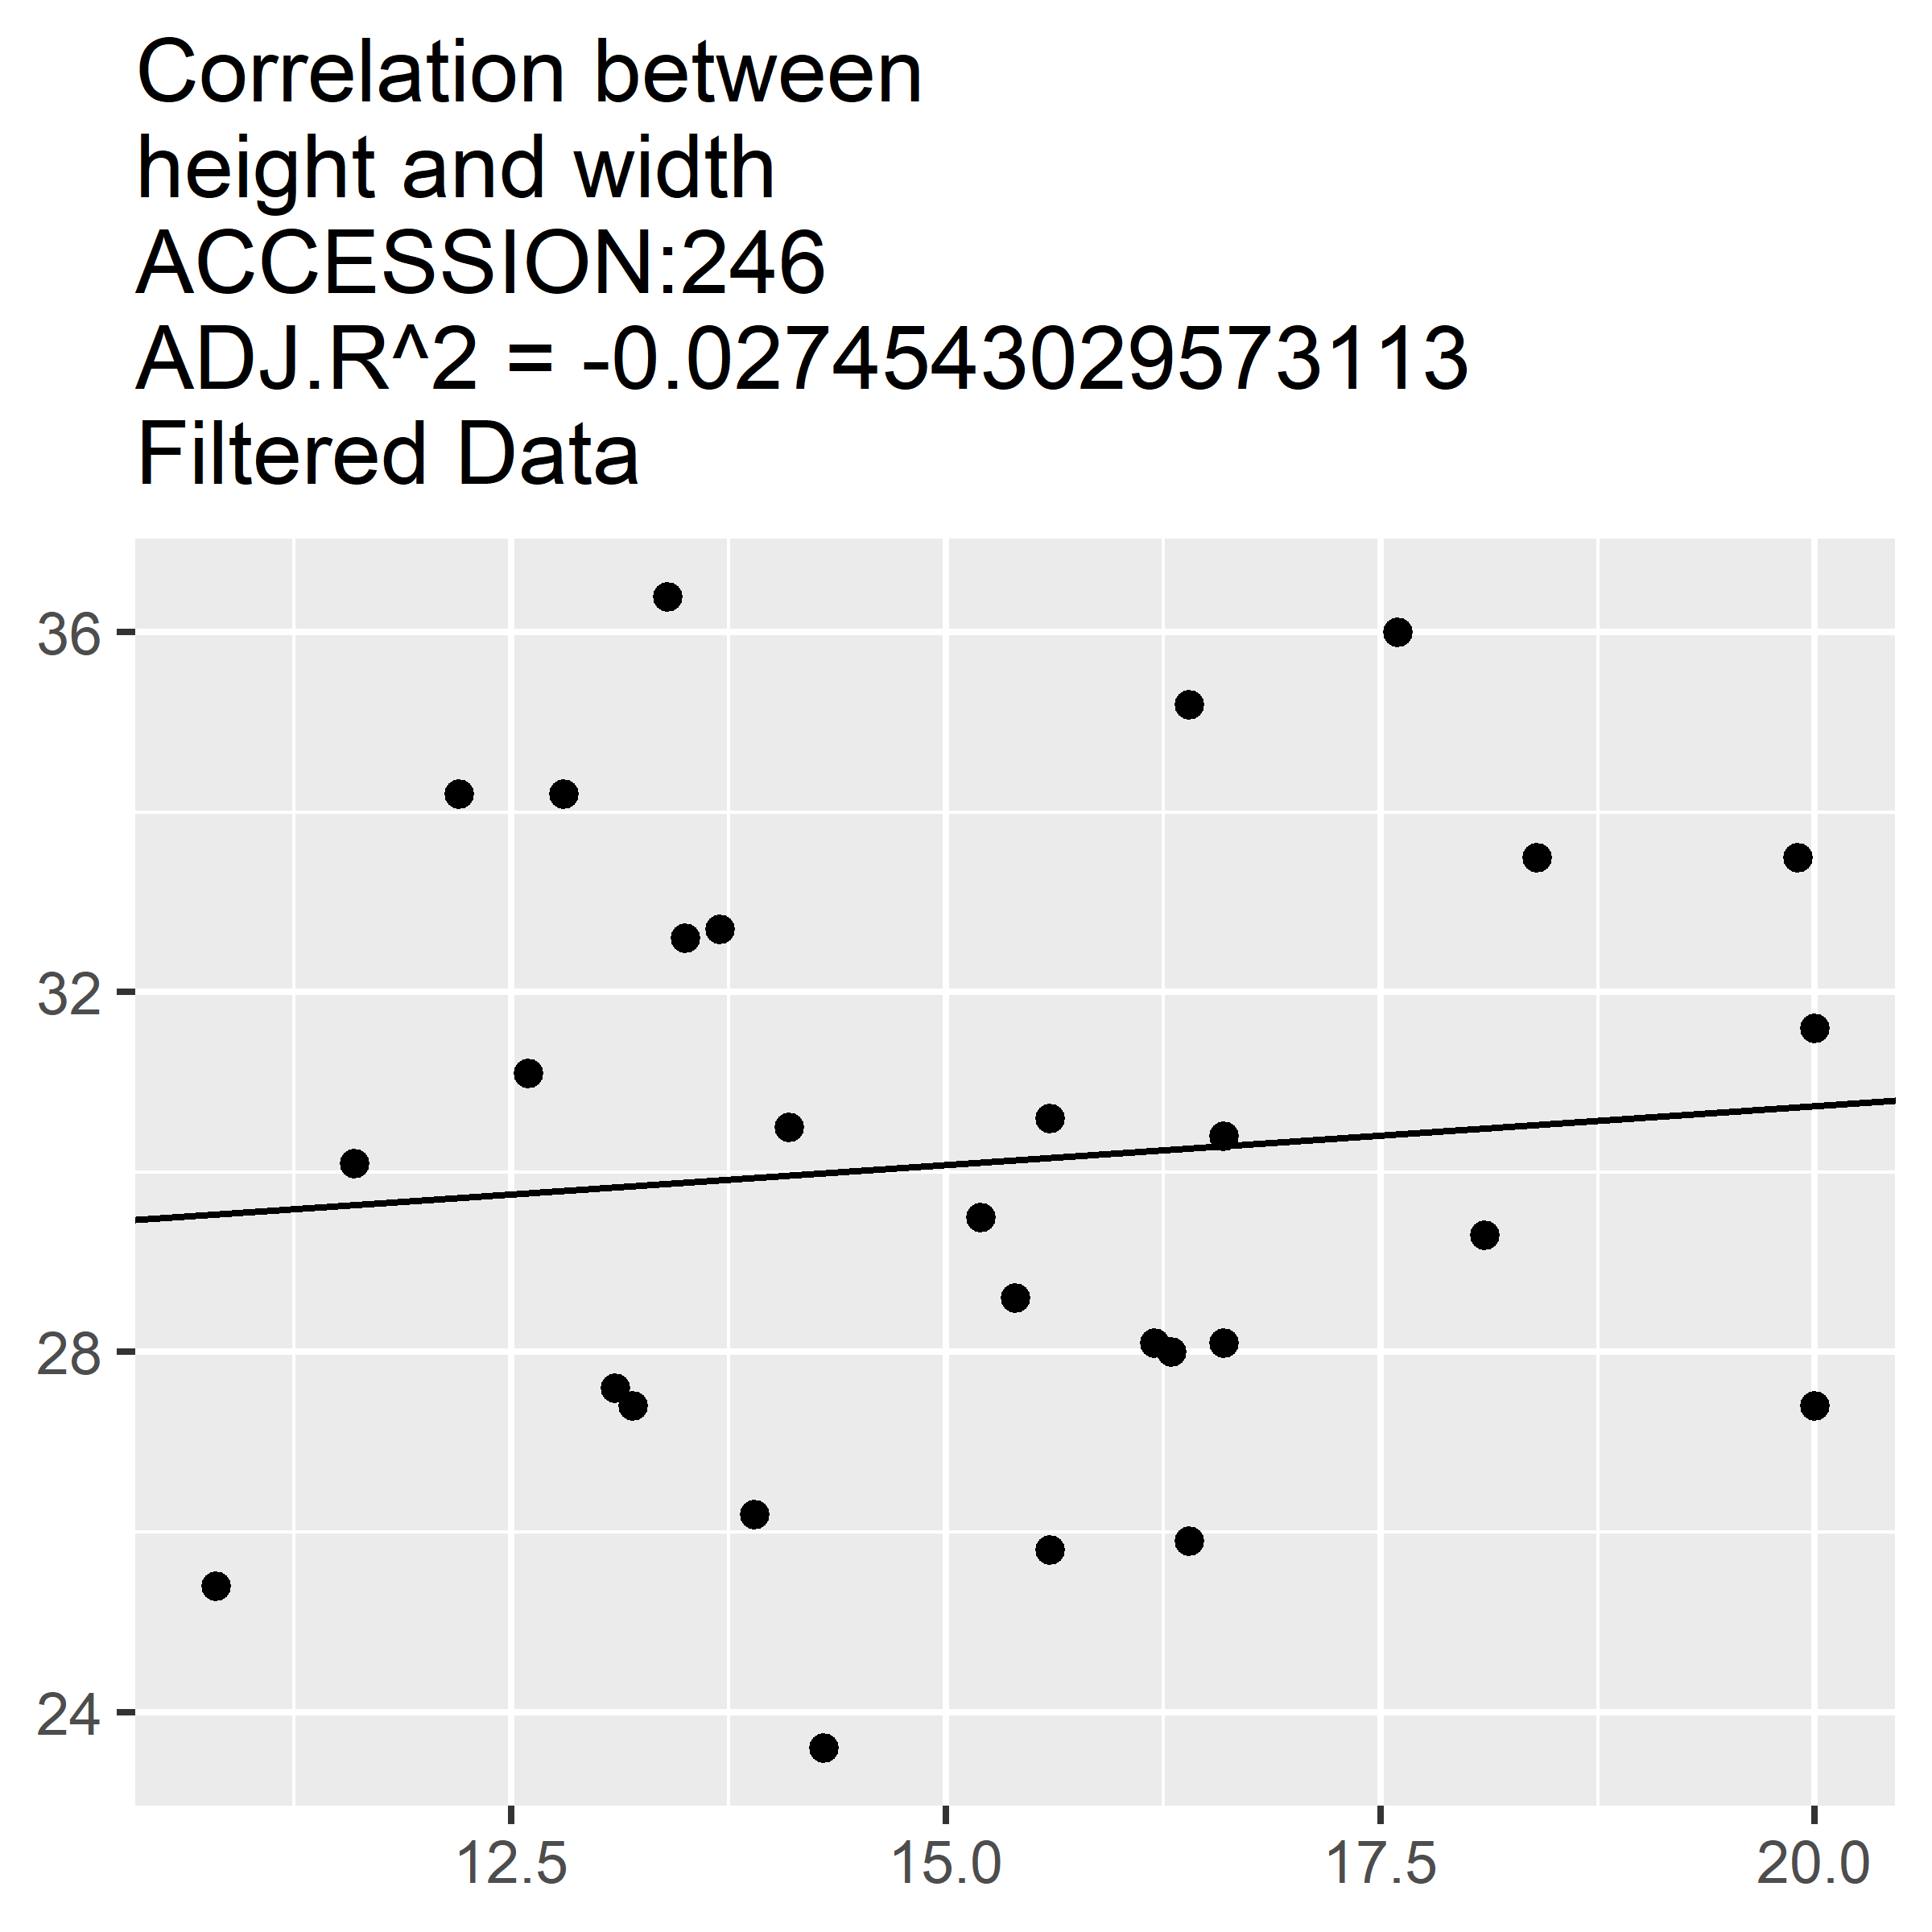 Correlation between
height and width
ACCESSION:246
ADJ.R^2 = -0.0274543029573113
Filtered Data
36
32
28
24
12.5
15.0
17.5
20.0